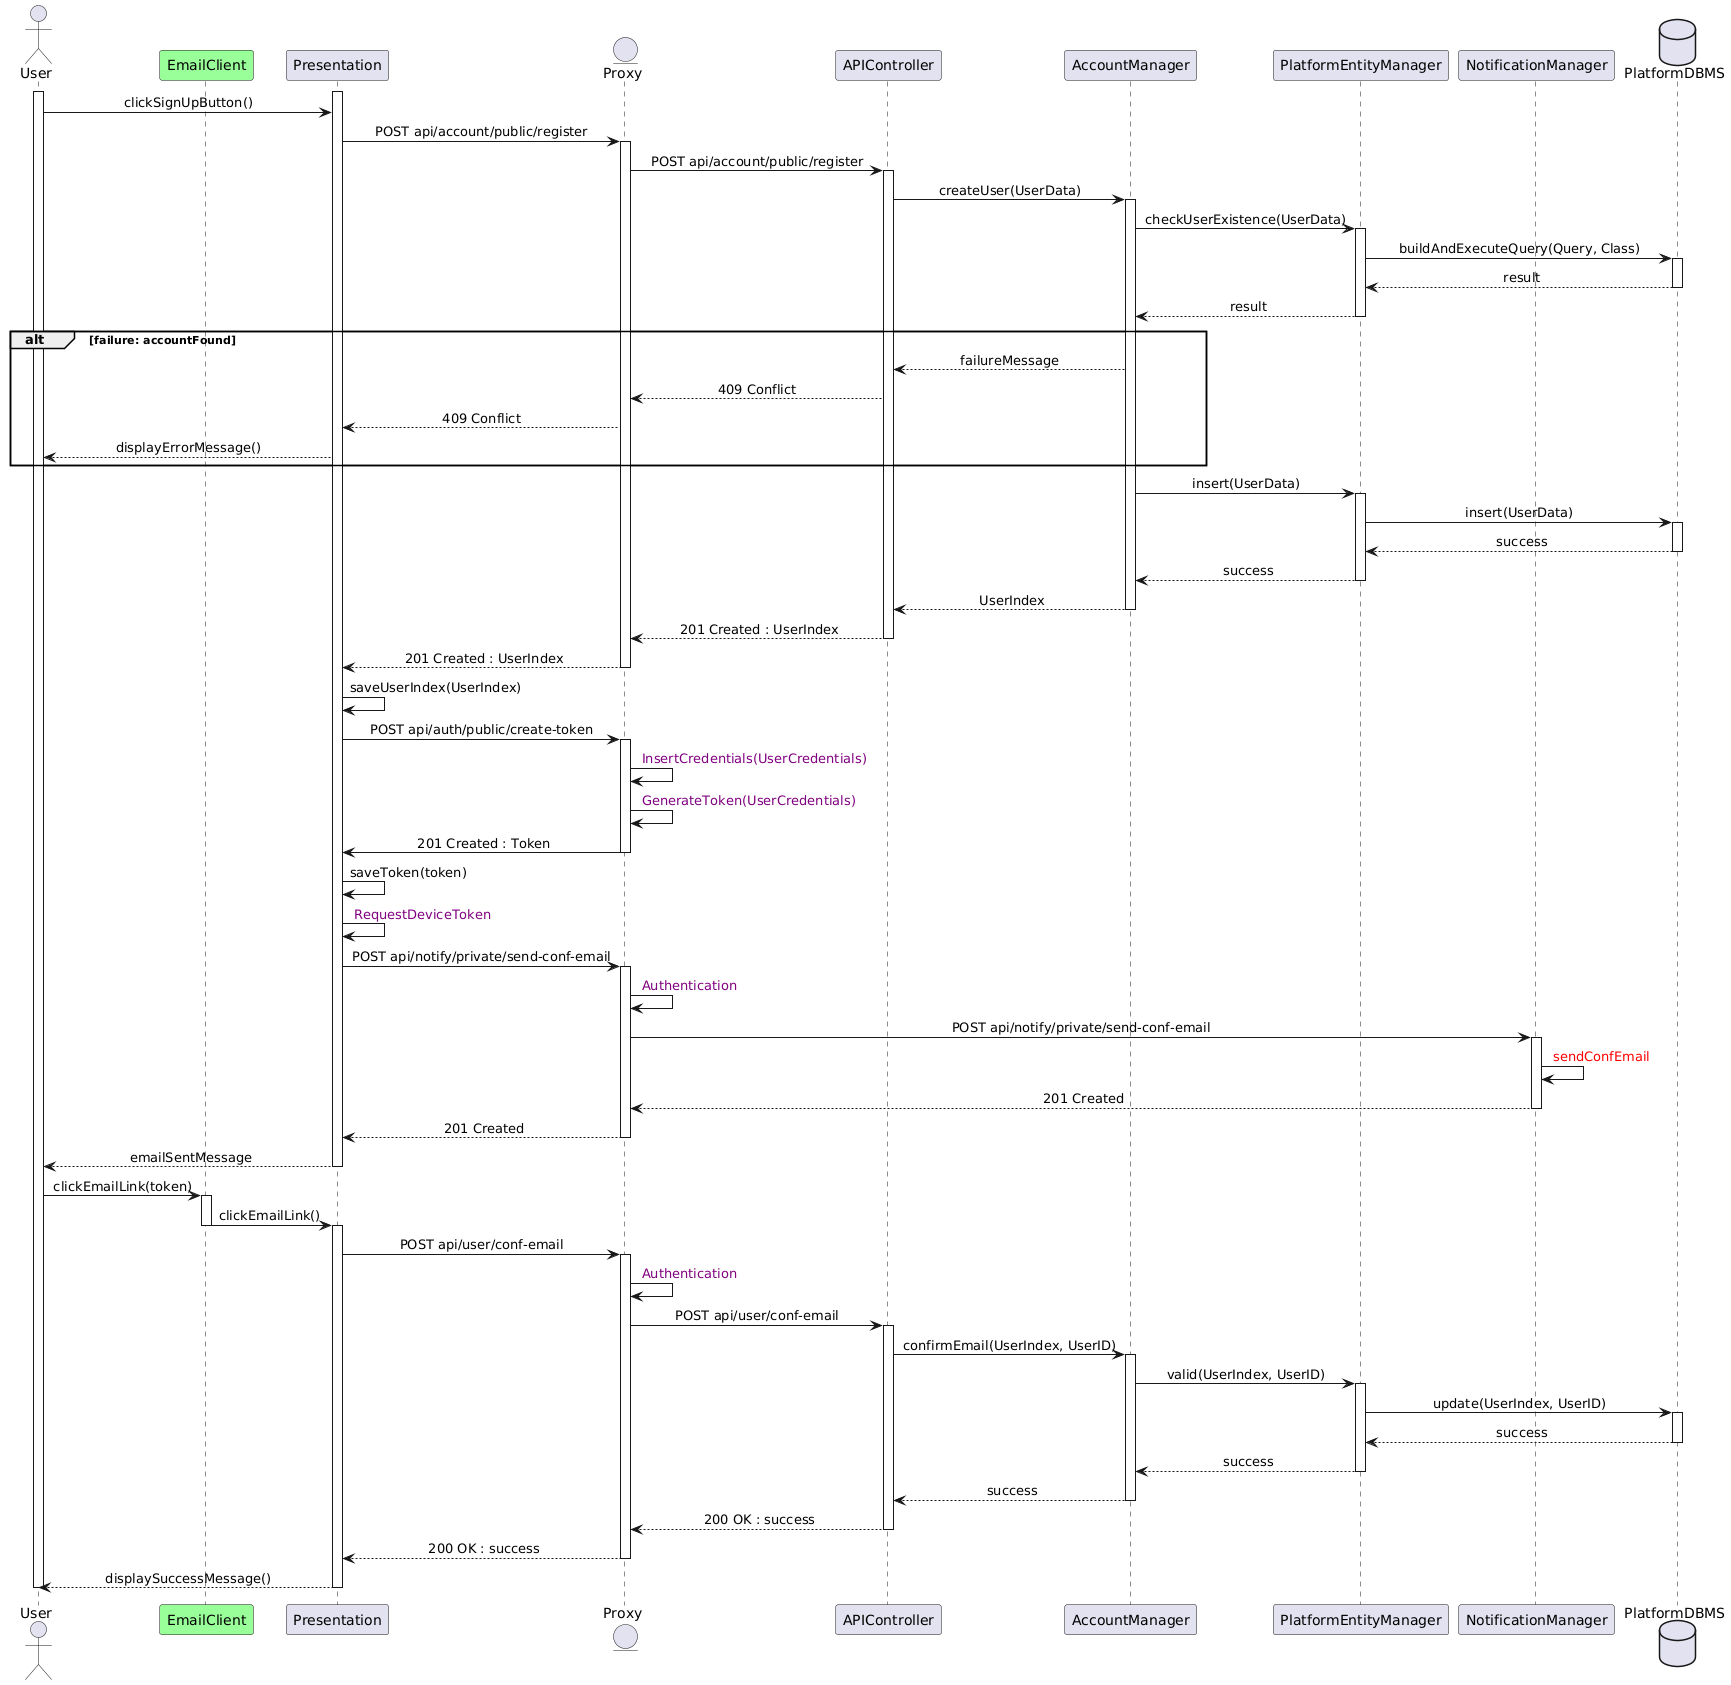 User
EmailClient
Presentation
Proxy
APIController
AccountManager
PlatformEntityManager
NotificationManager
PlatformDBMS
clickSignUpButton()
POST api/account/public/register
POST api/account/public/register
createUser(UserData)
checkUserExistence(UserData)
buildAndExecuteQuery(Query, Class)
result
result
alt [failure: accountFound]
failureMessage
409 Conflict
409 Conflict
displayErrorMessage()
insert(UserData)
insert(UserData)
success
success
UserIndex
201 Created : UserIndex
201 Created : UserIndex
saveUserIndex(UserIndex)
POST api/auth/public/create-token
InsertCredentials(UserCredentials)
GenerateToken(UserCredentials)
201 Created : Token
saveToken(token)
RequestDeviceToken
POST api/notify/private/send-conf-email
Authentication
POST api/notify/private/send-conf-email
sendConfEmail
201 Created
201 Created
emailSentMessage
clickEmailLink(token)
clickEmailLink()
POST api/user/conf-email
Authentication
POST api/user/conf-email
confirmEmail(UserIndex, UserID)
valid(UserIndex, UserID)
update(UserIndex, UserID)
success
success
success
200 OK : success
200 OK : success
displaySuccessMessage()
User
EmailClient
Presentation
Proxy
APIController
AccountManager
PlatformEntityManager
NotificationManager
PlatformDBMS